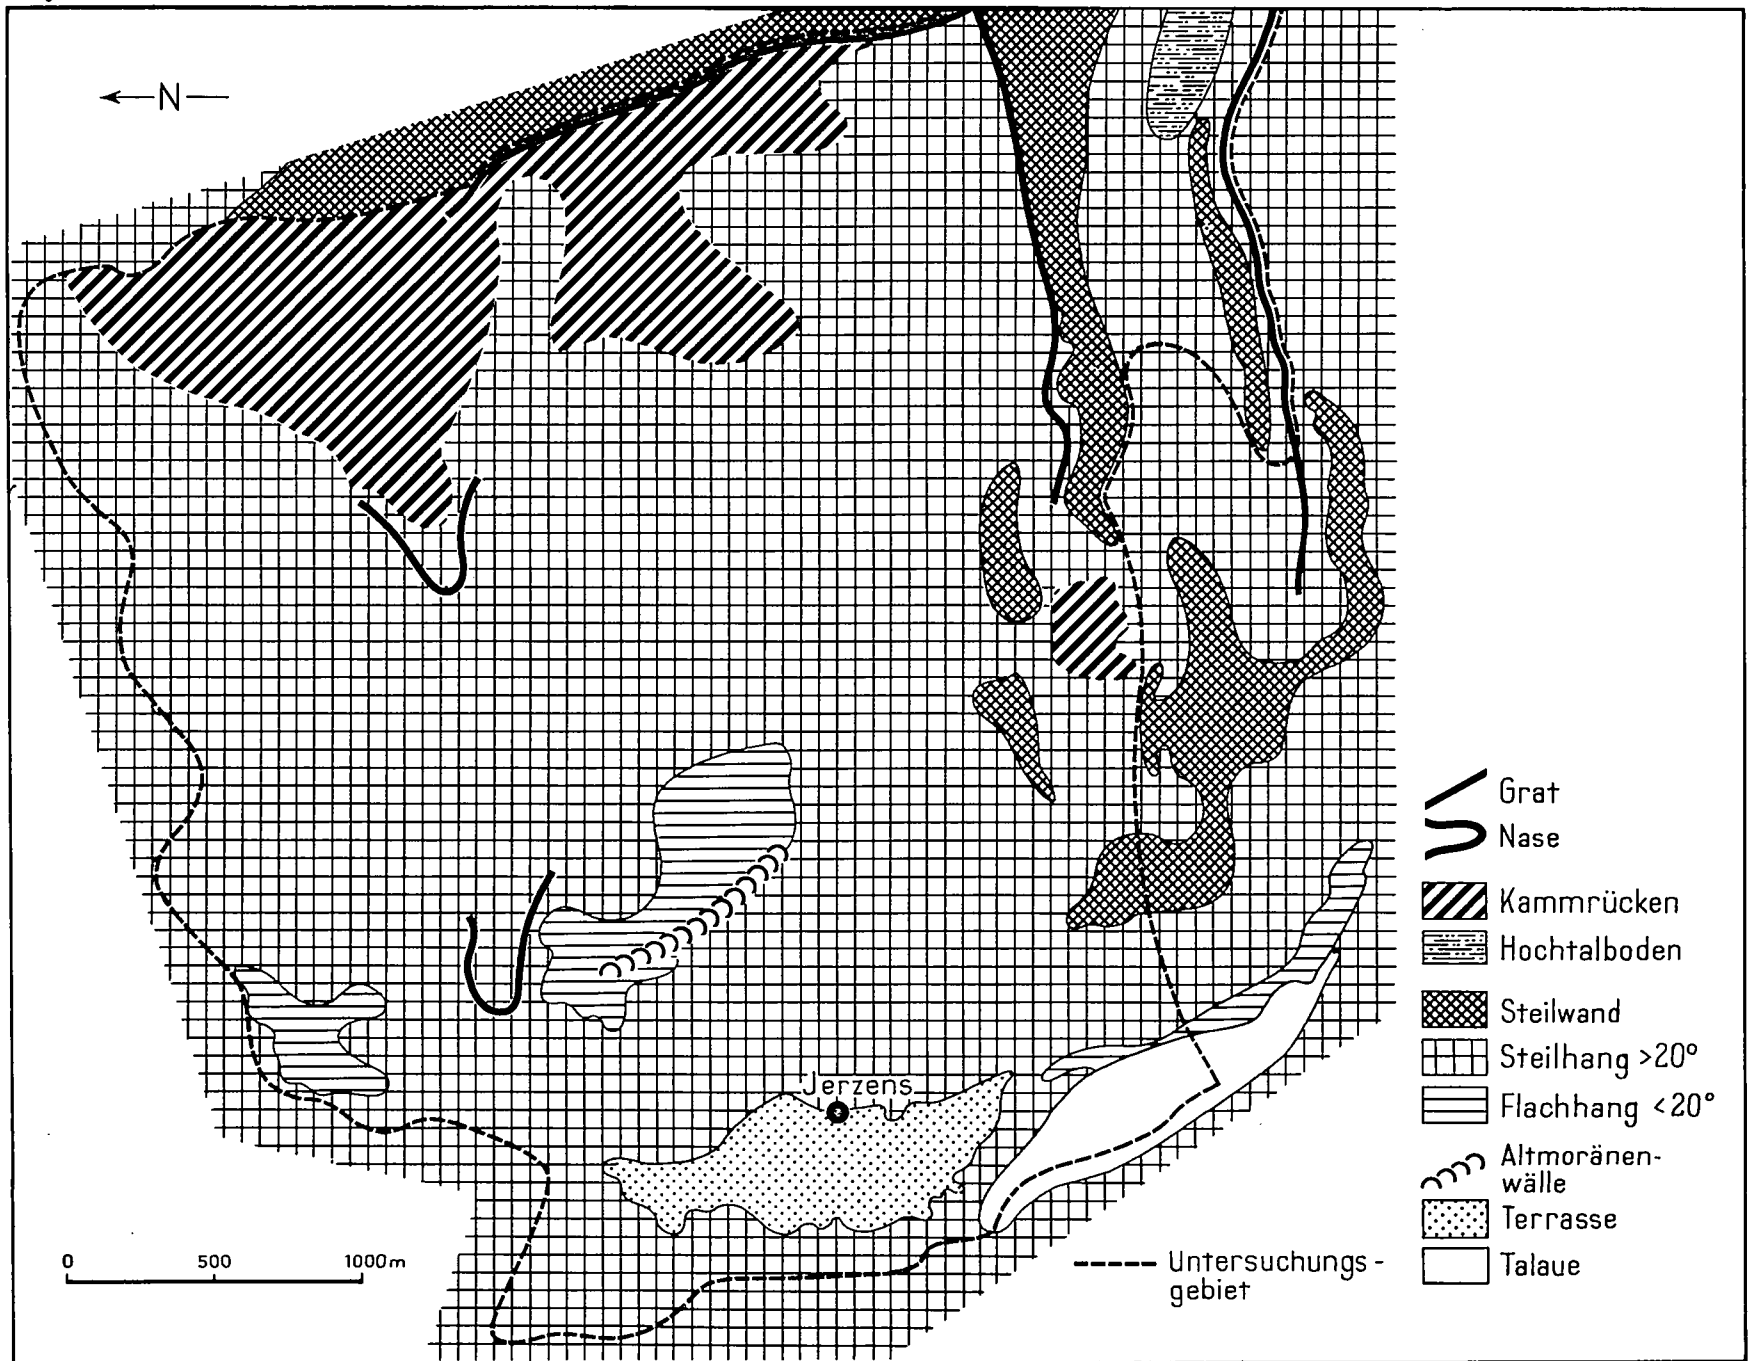 N
Jerzens
0 500 1000m
Grat
Nase
Kammrücken
Hochtalboden
Steilwand
Steilhang >20°
Flachhang <20°
Altmoränen-
wälle
Terrasse
Talaue
Untersuchungs-
gebiet